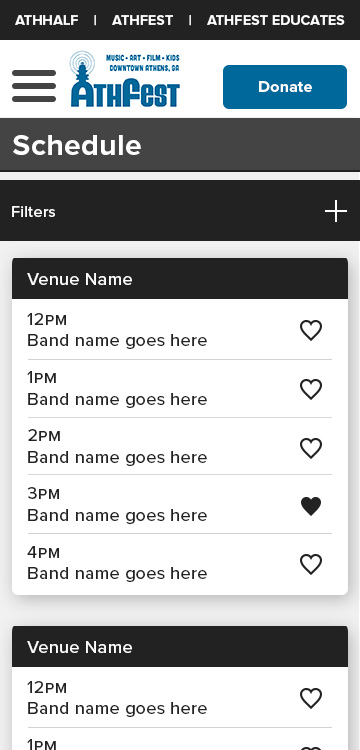 ATHHALF | ATHFEST | ATHFEST EDUCATES
MUSIC • ART • FILM • KIDS
DOWNTOWN ATHENS, GA
ATHFEST
Donate
Schedule
Filters
Venue Name
12PM
Band name goes here
1PM
Band name goes here
2PM
Band name goes here
3PM
Band name goes here
4PM
Band name goes here
Venue Name
12PM
Band name goes here
1PM